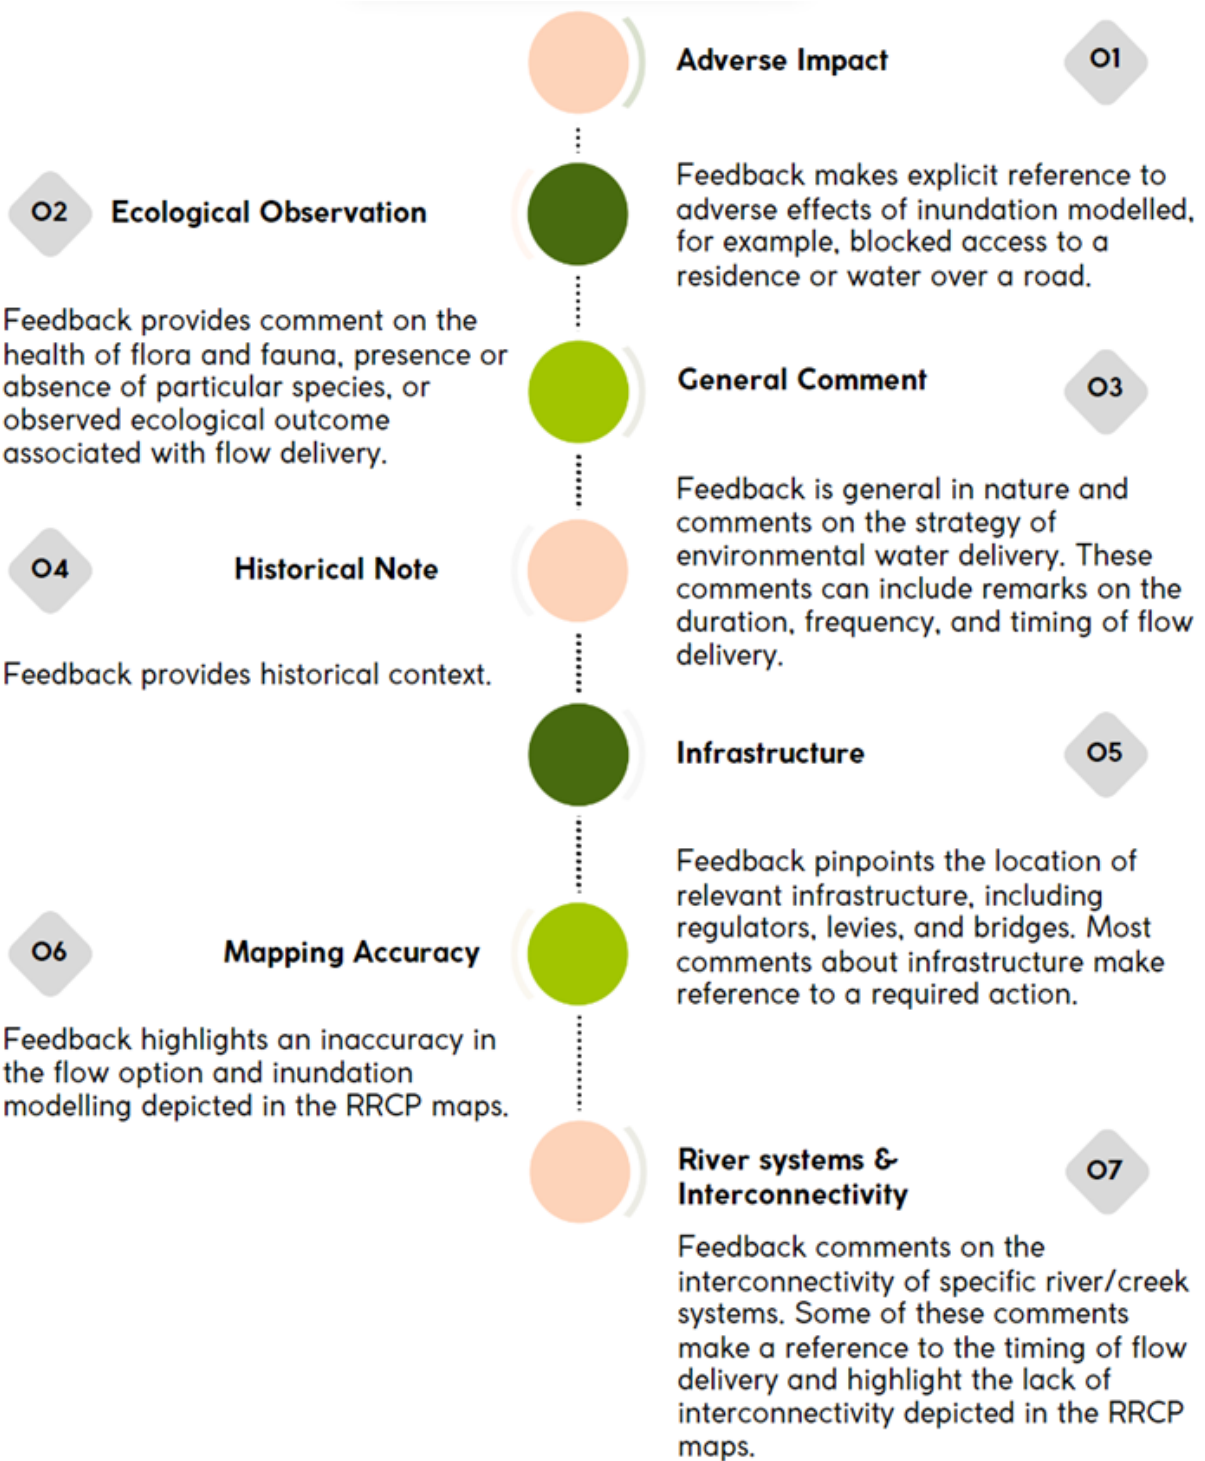 Adverse Impact
01
Feedback makes explicit reference to
adverse effects of inundation modelled,
for example, blocked access to a
residence or water over a road.
02
Ecological Observation
Feedback provides comment on the
health of flora and fauna, presence or
absence of particular species, or
observed ecological outcome
associated with flow delivery.
General Comment
03
Feedback is general in nature and
comments on the strategy of
environmental water delivery. These
comments can include remarks on the
duration, frequency, and timing of flow
delivery.
04
Historical Note
Feedback provides historical context.
Infrastructure
05
Feedback pinpoints the location of
relevant infrastructure, including
regulators, levies, and bridges. Most
comments about infrastructure make
reference to a required action.
06
Mapping Accuracy
Feedback highlights an inaccuracy in
the flow option and inundation
modelling depicted in the RRCP maps.
River systems &
Interconnectivity
07
Feedback comments on the
interconnectivity of specific river/creek
systems. Some of these comments
make a reference to the timing of flow
delivery and highlight the lack of
interconnectivity depicted in the RRCP
maps.